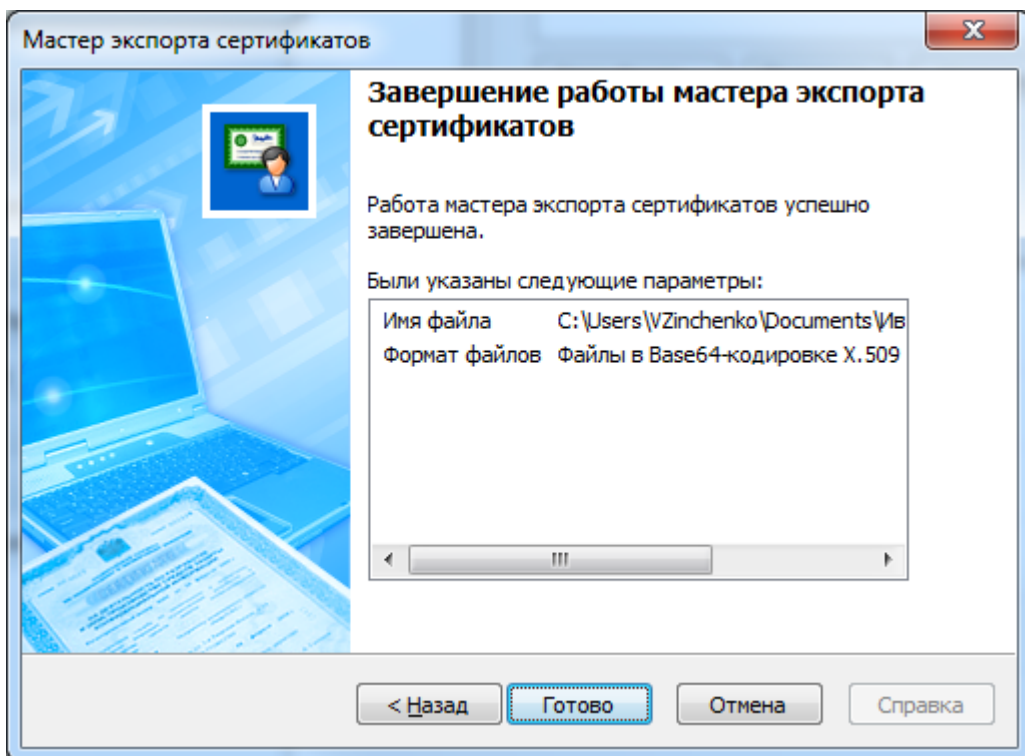 Мастер экспорта сертификатов
Завершение работы мастера экспорта
сертификатов
Работа мастера экспорта сертификатов успешно
завершена.
Были указаны следующие параметры:
Имя файла C:\Users\VZinchenko\Documents\Ив
Формат файлов Файлы в Base64-кодировке X.509
< Назад Готово Отмена Справка